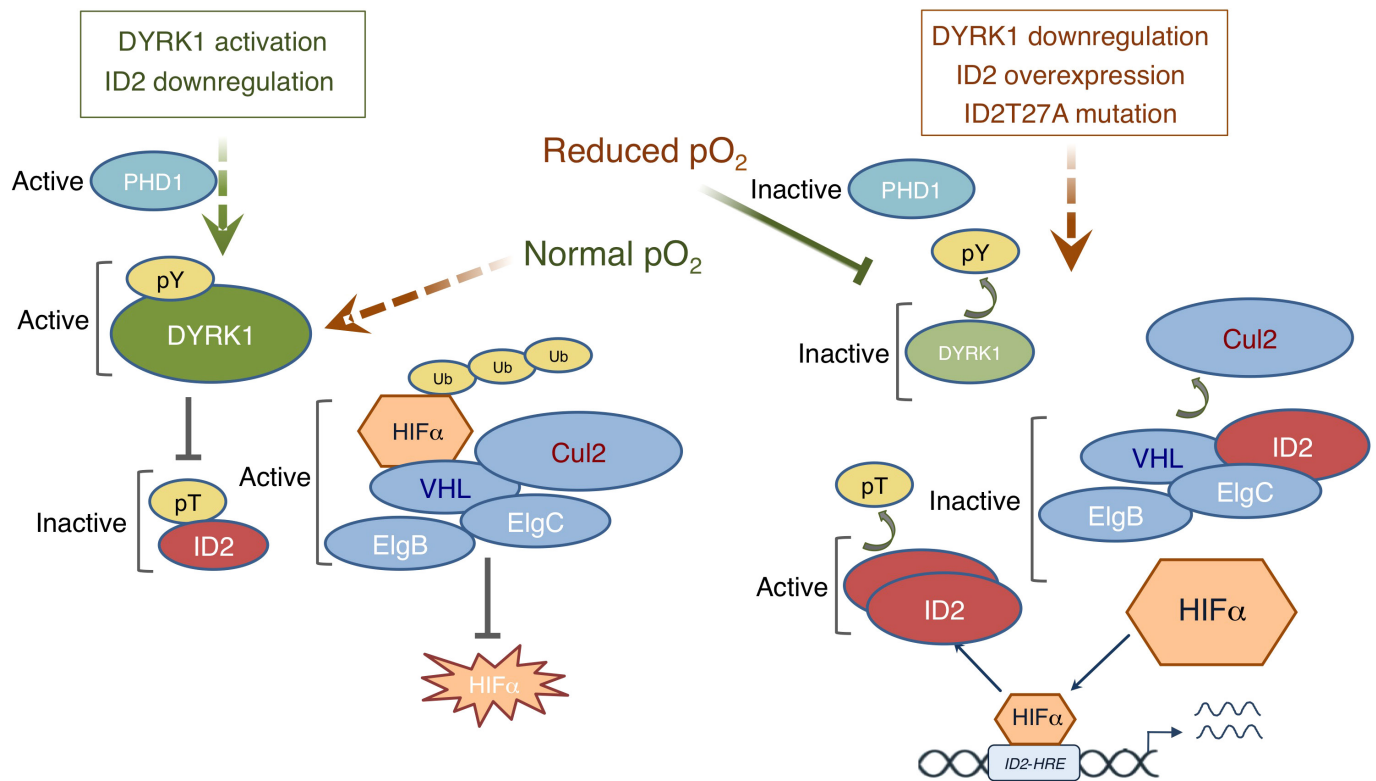 DYRK1 activation
ID2 downregulation
Active
PHD1
pY
Active
DYRK1
Inactive
pT
ID2
Normal pO2
Ub
Ub
Ub
HIFα
Active
Cul2
VHL
ElgC
ElgB
HIFα
Reduced pO2
DYRK1 downregulation
ID2 overexpression
ID2T27A mutation
Inactive
PHD1
pY
Inactive
DYRK1
Cul2
Inactive
VHL
ID2
ElgC
ElgB
pT
Active
ID2
HIFα
HIFα
ID2-HRE